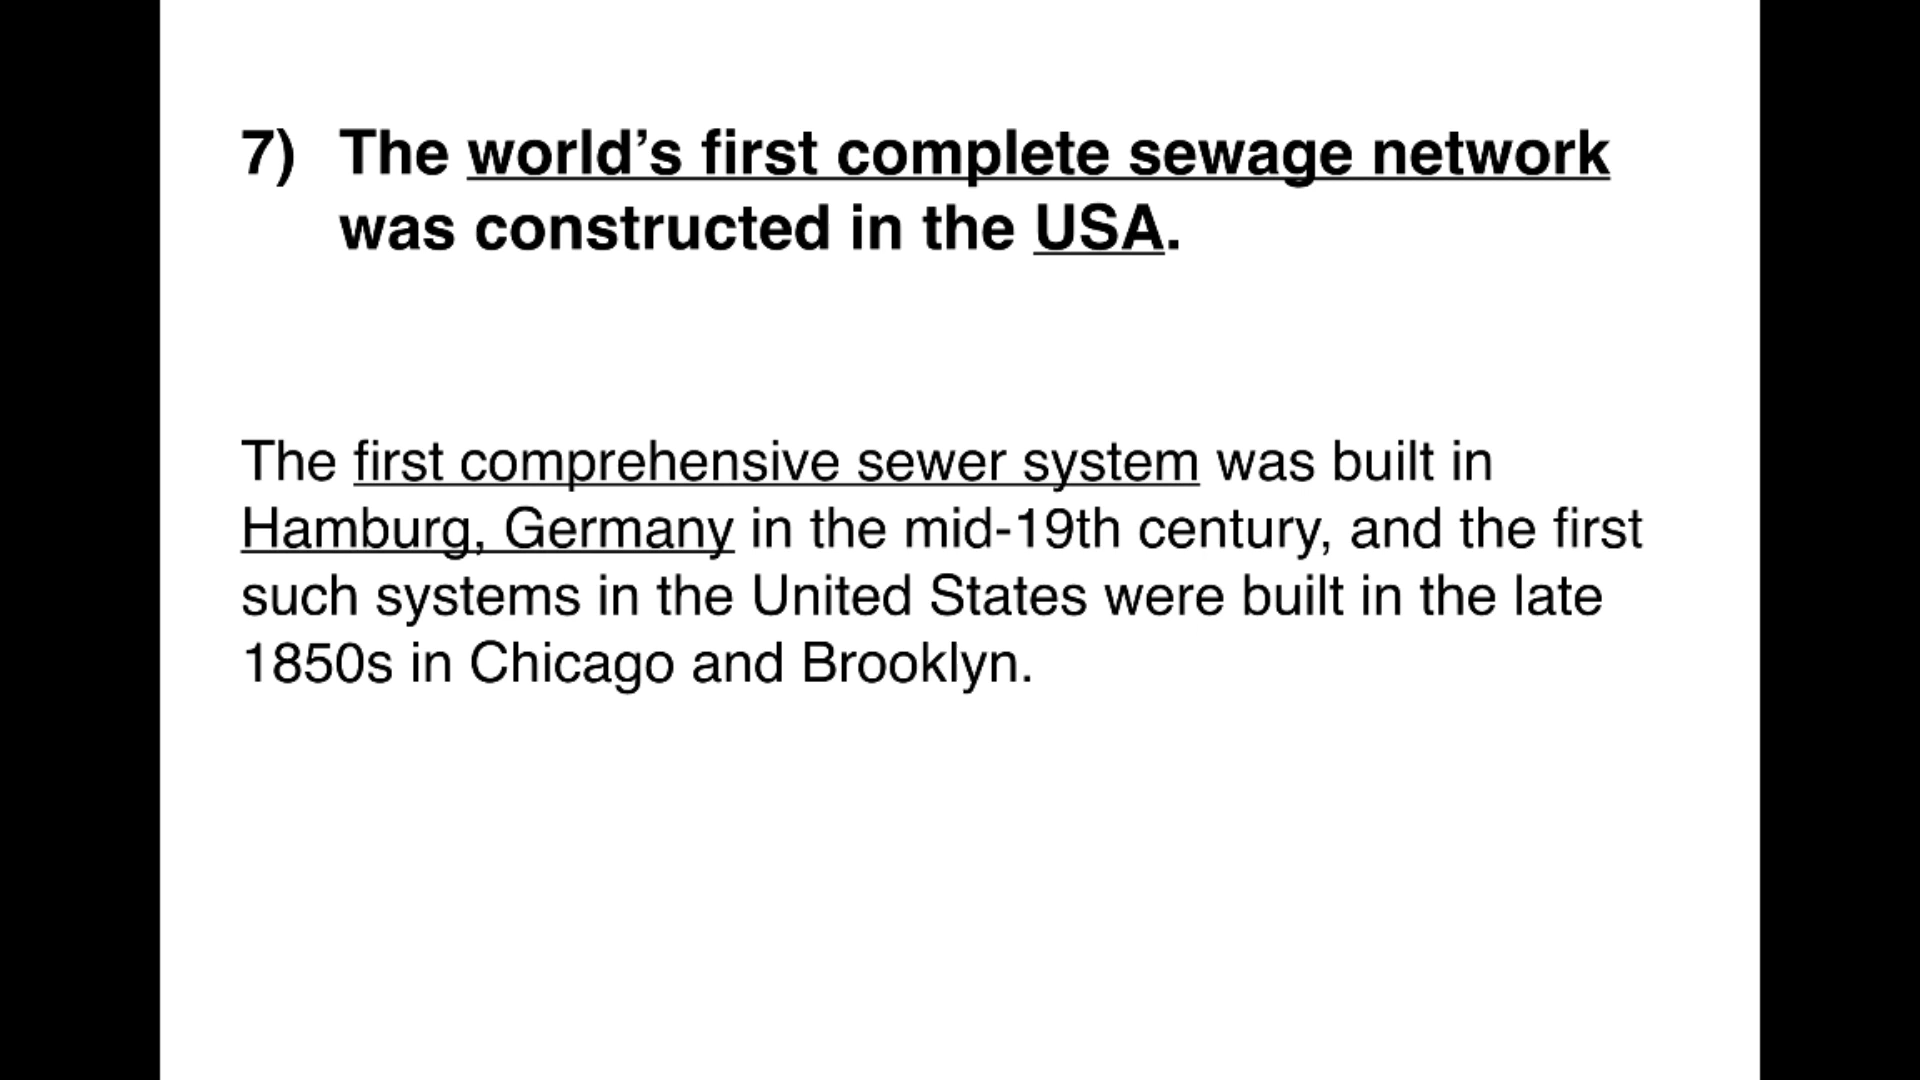 7) The world’s first complete sewage network
was constructed in the USA.
The first comprehensive sewer system was built in
Hamburg, Germany in the mid-19th century, and the first
such systems in the United States were built in the late
1850s in Chicago and Brooklyn.